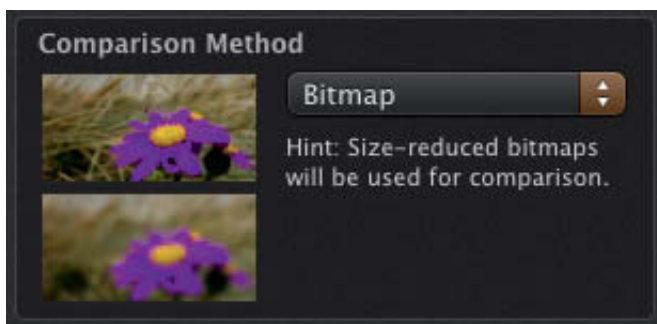 Comparison Method
Bitmap
Hint: Size-reduced bitmaps
will be used for comparison.